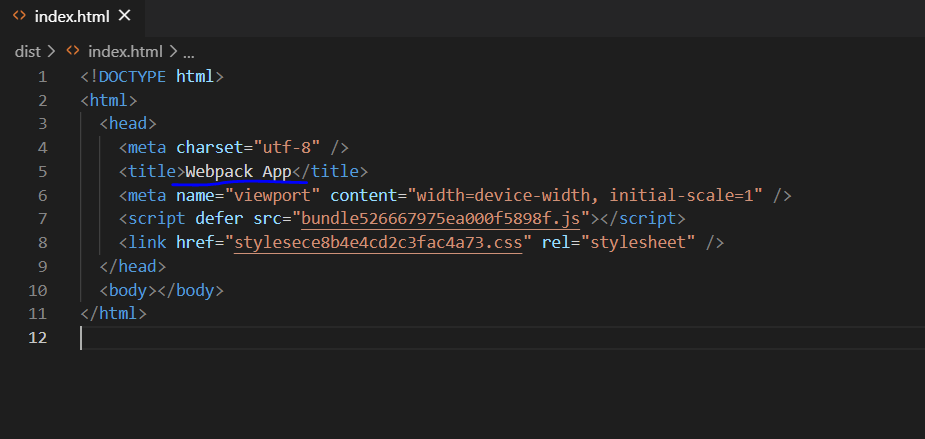 index.html
dist > index.html > ...
1 <!DOCTYPE html>
2 <html>
3 <head>
4 <meta charset="utf-8" />
5 <title>Webpack App</title>
6 <meta name="viewport" content="width=device-width, initial-scale=1" />
7 <script defer src="bundle526667975ea000f5898f.js"></script>
8 <link href="stylesece8b4e4cd2c3fac4a73.css" rel="stylesheet" />
9 </head>
10 <body></body>
11 </html>
12